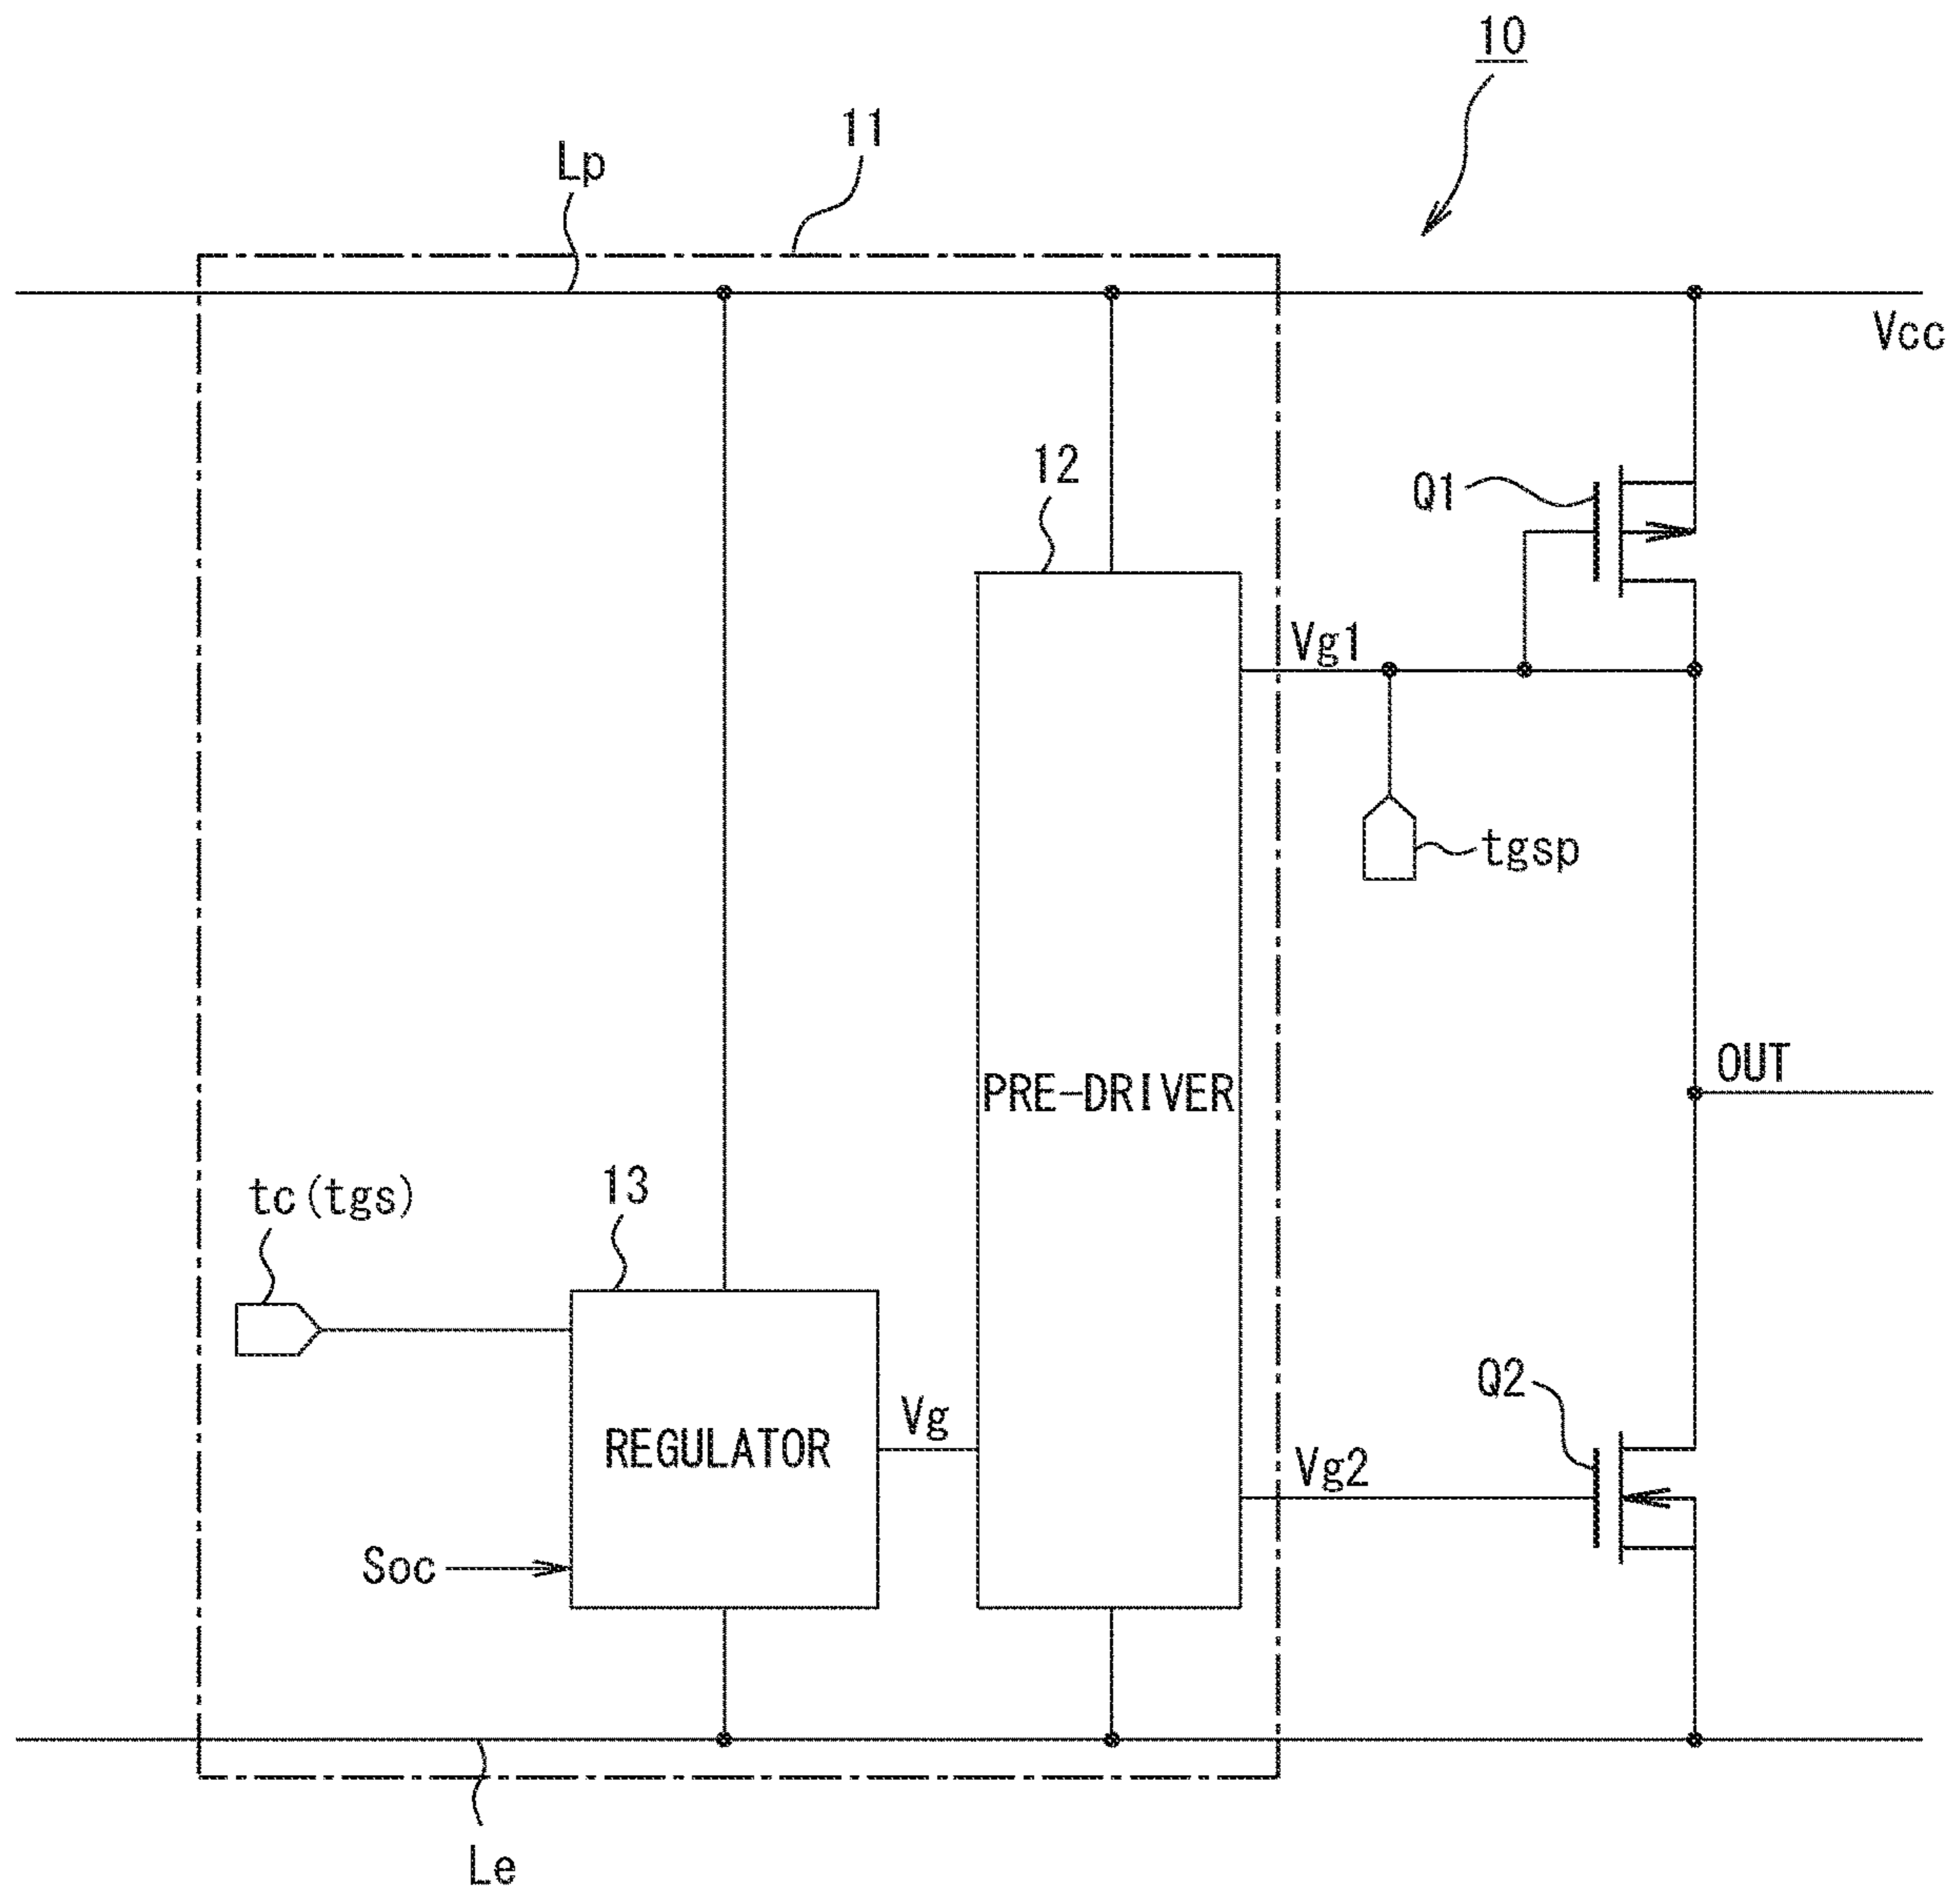 10
11
Lp
Vcc
12
Q1
Vg1
tgsp
OUT
PRE-DRIVER
tc(tgs)
13
Q2
Vg
REGULATOR
Vg2
Soc
Le